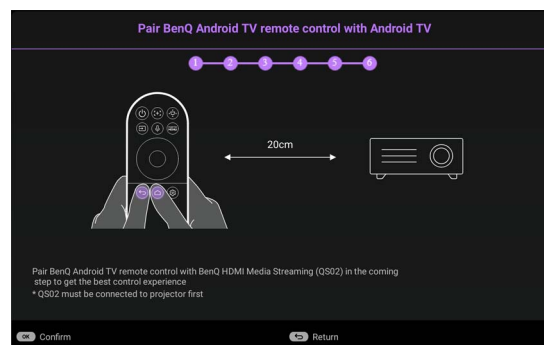 Pair BenQ Android TV remote control with Android TV
1 2 3 4 5 6
20cm
Pair BenQ Android TV remote control with BenQ HDMI Media Streaming (QS02) in the coming
step to get the best control experience
* QS02 must be connected to projector first
OK Confirm
Return